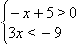 −x + 5 > 0
3x < −9